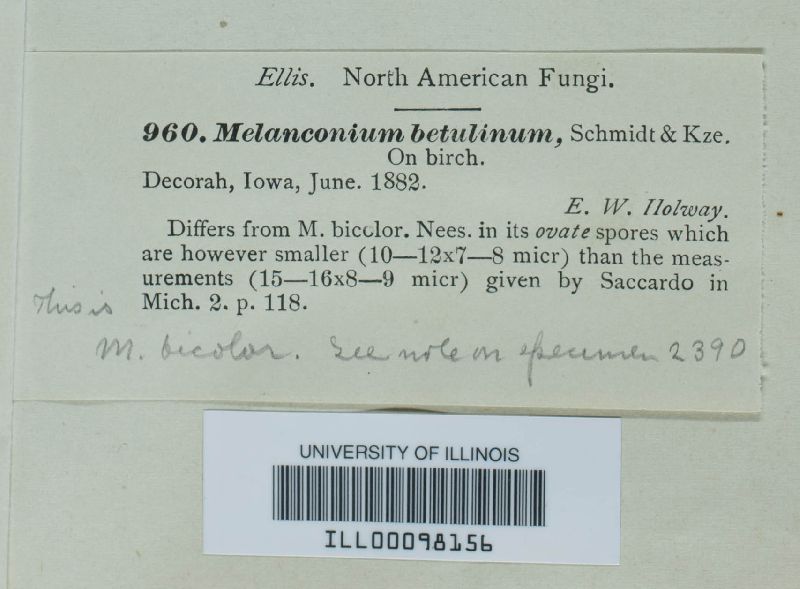 Ellis. North American Fungi.
960. Melanconium betulinum, Schmidt & Kze.
On birch.
Decorah, Iowa, June. 1882.
E. W. Holway.
Differs from M. bicolor. Nees. in its ovate spores which
are however smaller (10—12x7—8 micr) than the meas-
urements (15—16x8—9 micr) given by Saccardo in
Mich. 2. p. 118.
This is
M. bicolor. See note on specimen 2390
UNIVERSITY OF ILLINOIS
ILL00098156